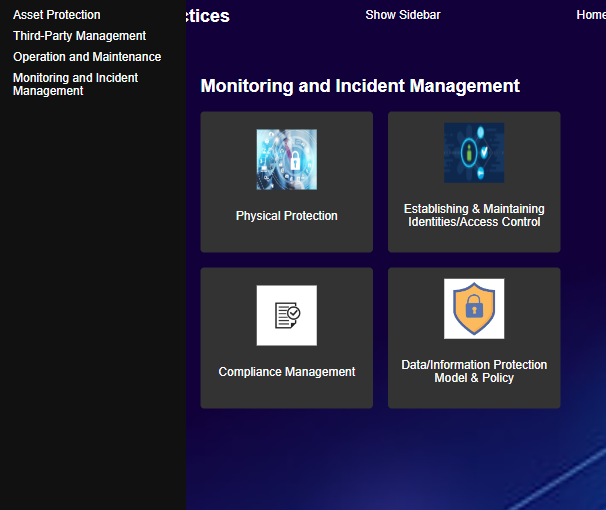 Asset Protection
Third-Party Management
Operation and Maintenance
Monitoring and Incident
Management
ctices
Show Sidebar
Home
Monitoring and Incident Management
Physical Protection
Establishing & Maintaining
Identities/Access Control
Compliance Management
Data/Information Protection
Model & Policy